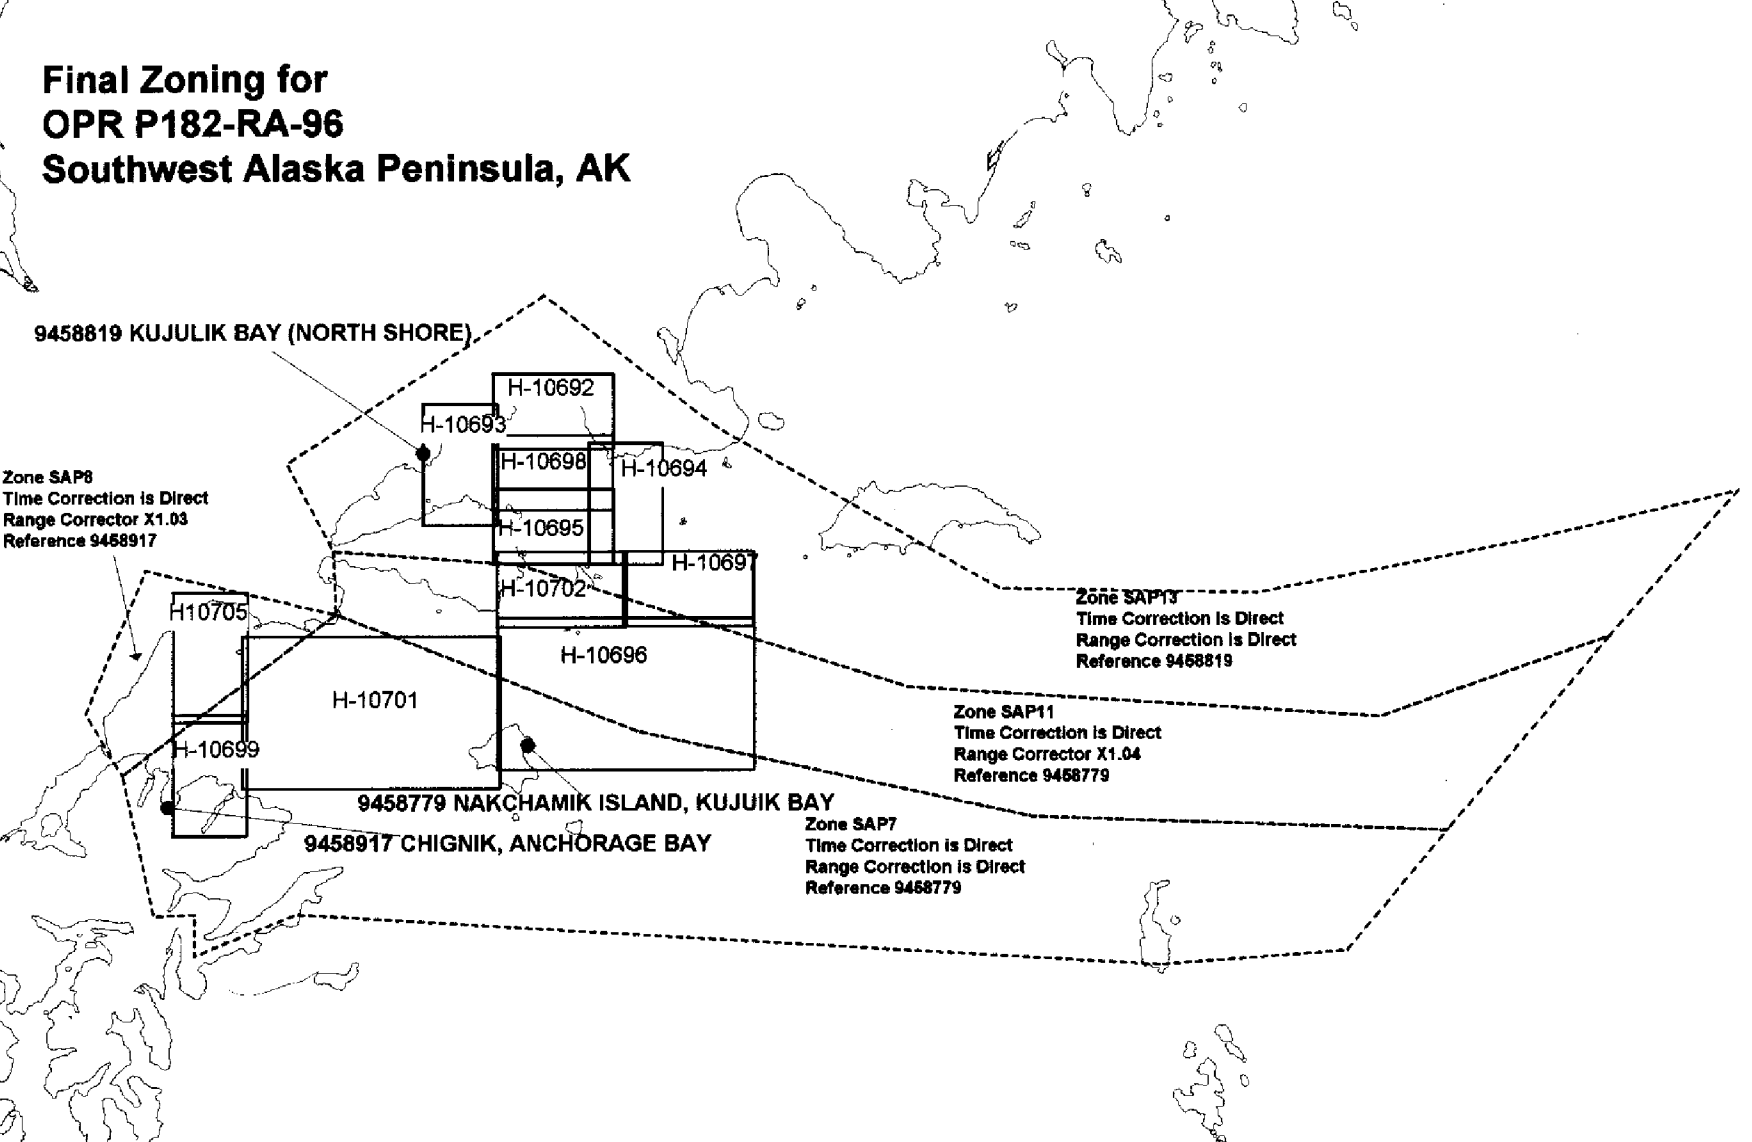 Final Zoning for
OPR P182-RA-96
Southwest Alaska Peninsula, AK
9458819 KUJULIK BAY (NORTH SHORE)
H-10692
H-10693
H-10698
H-10694
Zone SAP8
Time Correction is Direct
Range Corrector X1.03
Reference 9458917
H-10695
H-10697
H-10702
H10705
Zone SAP13
Time Correction is Direct
Range Correction is Direct
Reference 9458819
H-10696
H-10701
Zone SAP11
Time Correction is Direct
Range Corrector X1.04
Reference 9458779
H-10699
9458779 NAKCHAMIK ISLAND, KUJUIK BAY
9458917 CHIGNIK, ANCHORAGE BAY
Zone SAP7
Time Correction is Direct
Range Correction is Direct
Reference 9458779